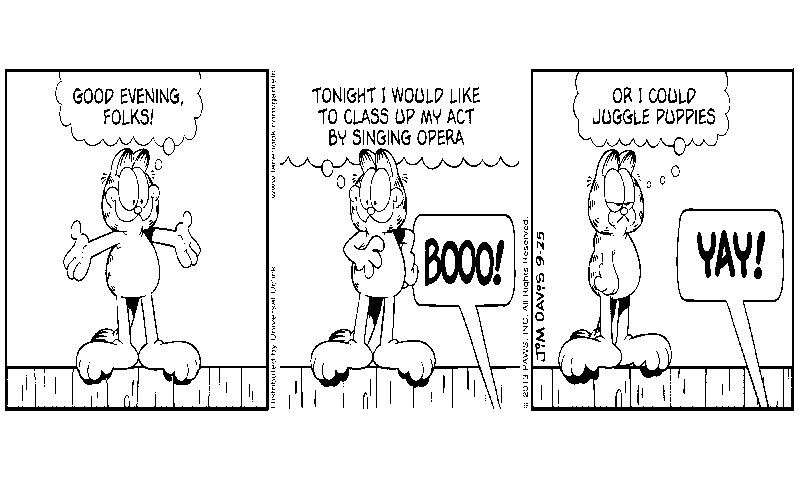 GOOD EVENING,
FOLKS!
TONIGHT I WOULD LIKE
TO CLASS UP MY ACT
BY SINGING OPERA
BOOO!
OR I COULD
JUGGLE PUPPIES
YAY!
© 2013 PAWS, INC. All Rights Reserved.
JIM DAVIS 9-25
Distributed by Universal Uclick